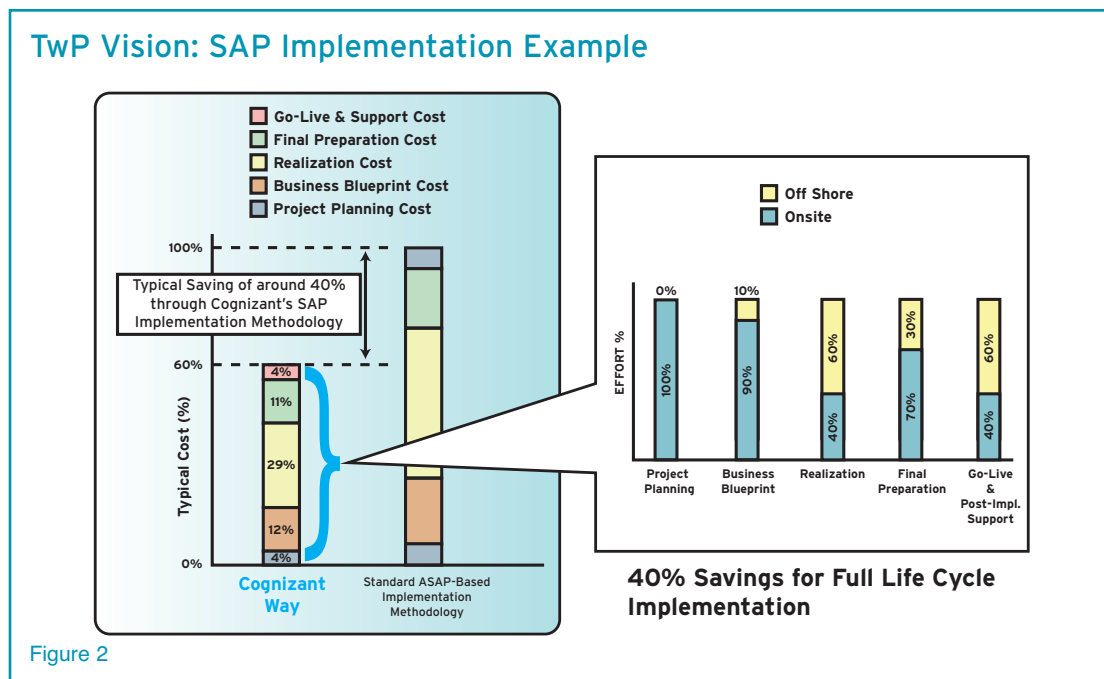 TwP Vision: SAP Implementation Example
Go-Live & Support Cost
Final Preparation Cost
Realization Cost
Business Blueprint Cost
Project Planning Cost
100%
Typical Saving of around 40%
through Cognizant's SAP
Implementation Methodology
60%
4%
11%
29%
12%
4%
0%
Typical Cost (%)
Cognizant
Way
Standard ASAP-Based
Implementation
Methodology
Off Shore
Onsite
EFFORT %
0%
100%
10%
90%
60%
40%
30%
70%
60%
40%
Project
Planning
Business
Blueprint
Realization
Final
Preparation
Go-Live
&
Post-Impl.
Support
40% Savings for Full Life Cycle
Implementation
Figure 2